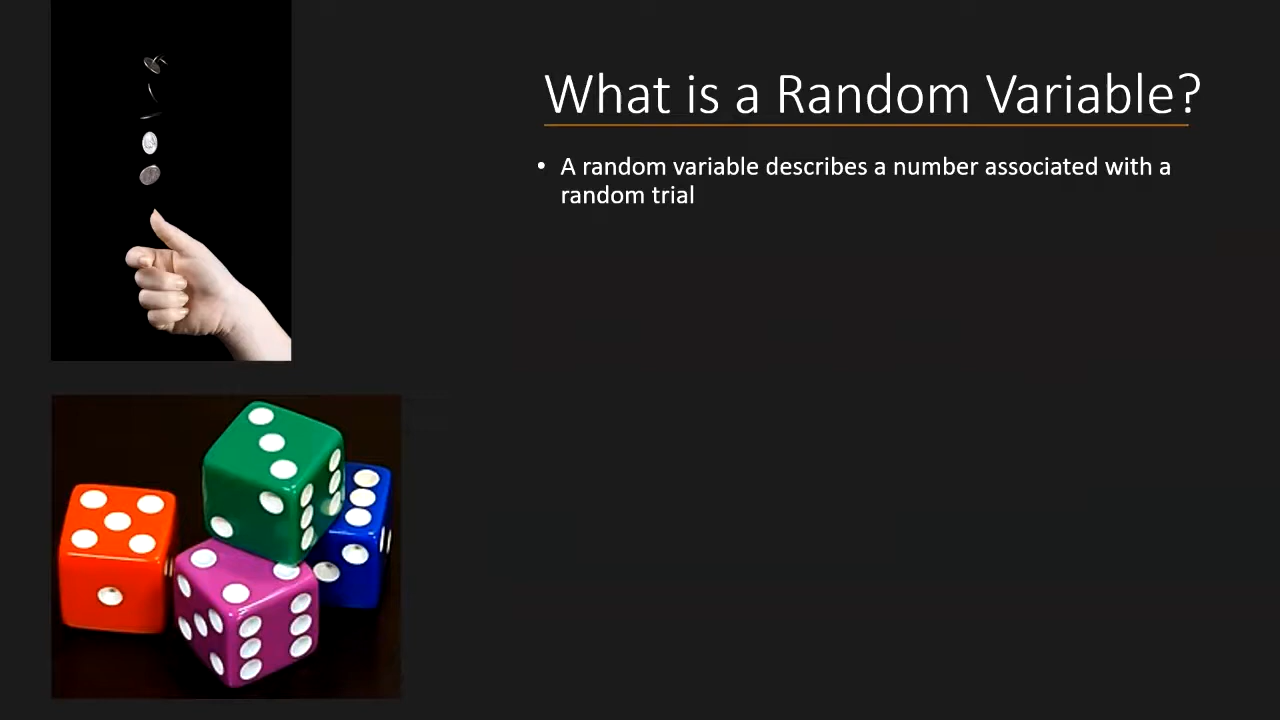 What is a Random Variable?
• A random variable describes a number associated with a
random trial